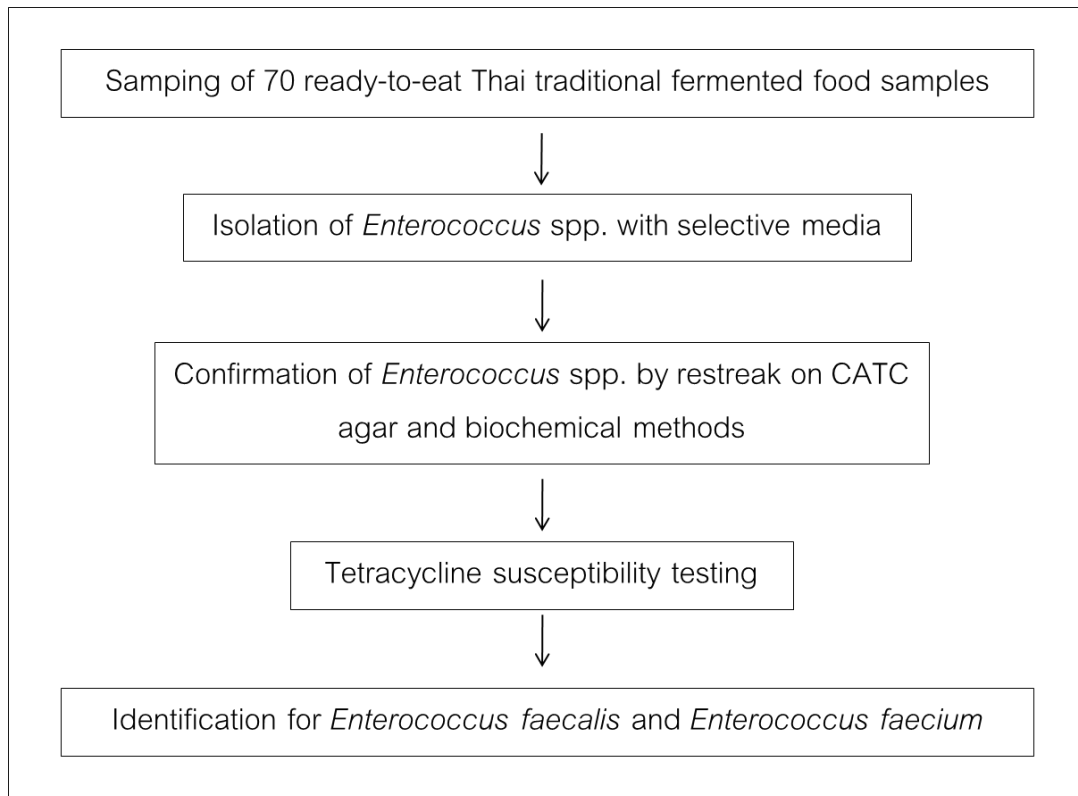 Samping of 70 ready-to-eat Thai traditional fermented food samples
Isolation of Enterococcus spp. with selective media
Confirmation of Enterococcus spp. by restreak on CATC
agar and biochemical methods
Tetracycline susceptibility testing
Identification for Enterococcus faecalis and Enterococcus faecium